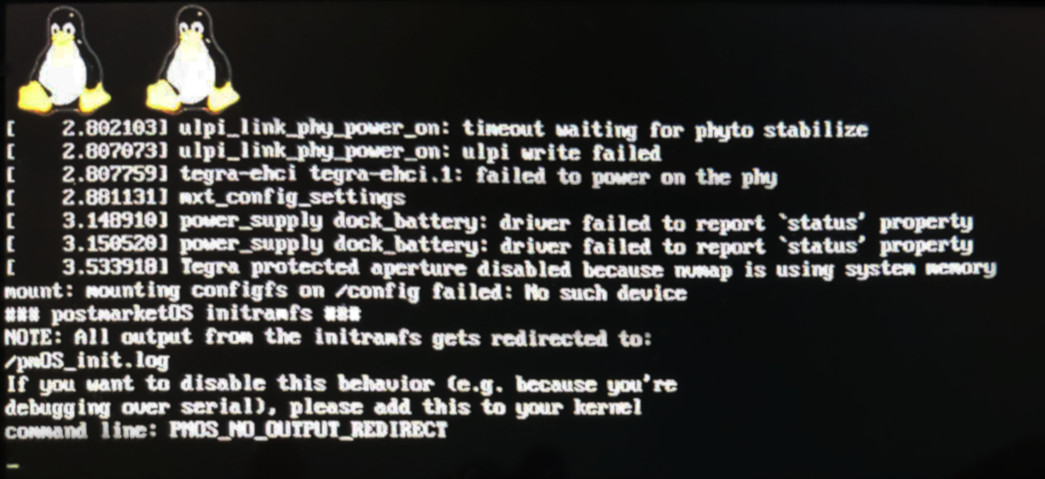 [    2.802103] ulpi_link_phy_power_on: timeout waiting for phyto stabilize
[    2.807073] ulpi_link_phy_power_on: ulpi write failed
[    2.807759] tegra-ehci tegra-ehci.1: failed to power on the phy
[    2.881131] mxt_config_settings
[    3.148910] power_supply dock_battery: driver failed to report `status' property
[    3.150520] power_supply dock_battery: driver failed to report `status' property
[    3.533918] Tegra protected aperture disabled because nvmap is using system memory
mount: mounting configfs on /config failed: No such device
### postmarketOS initramfs ###
NOTE: All output from the initramfs gets redirected to:
/pmOS_init.log
If you want to disable this behavior (e.g. because you're
debugging over serial), please add this to your kernel
command line: PMOS_NO_OUTPUT_REDIRECT
_